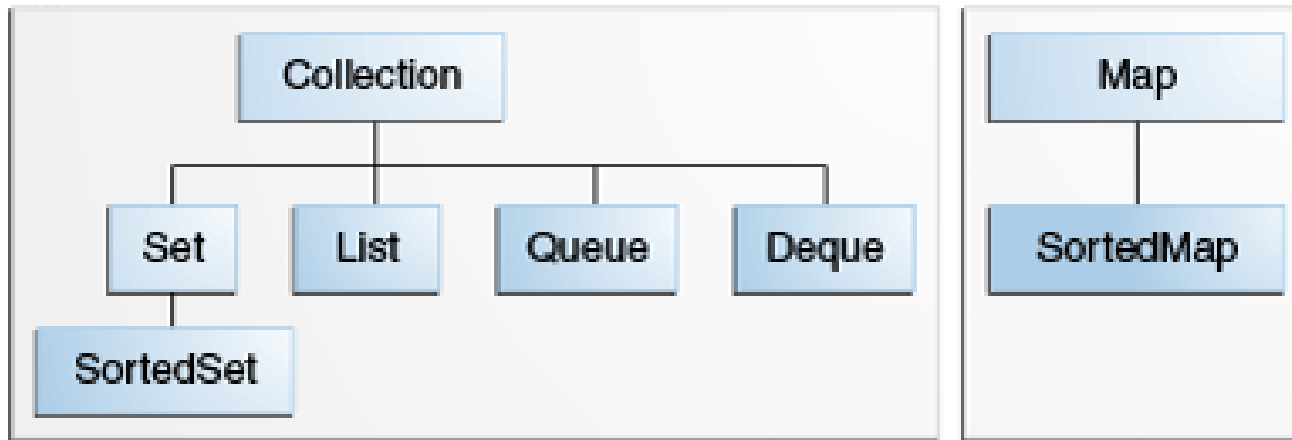 Collection
Map
Set
List
Queue
Deque
SortedMap
SortedSet